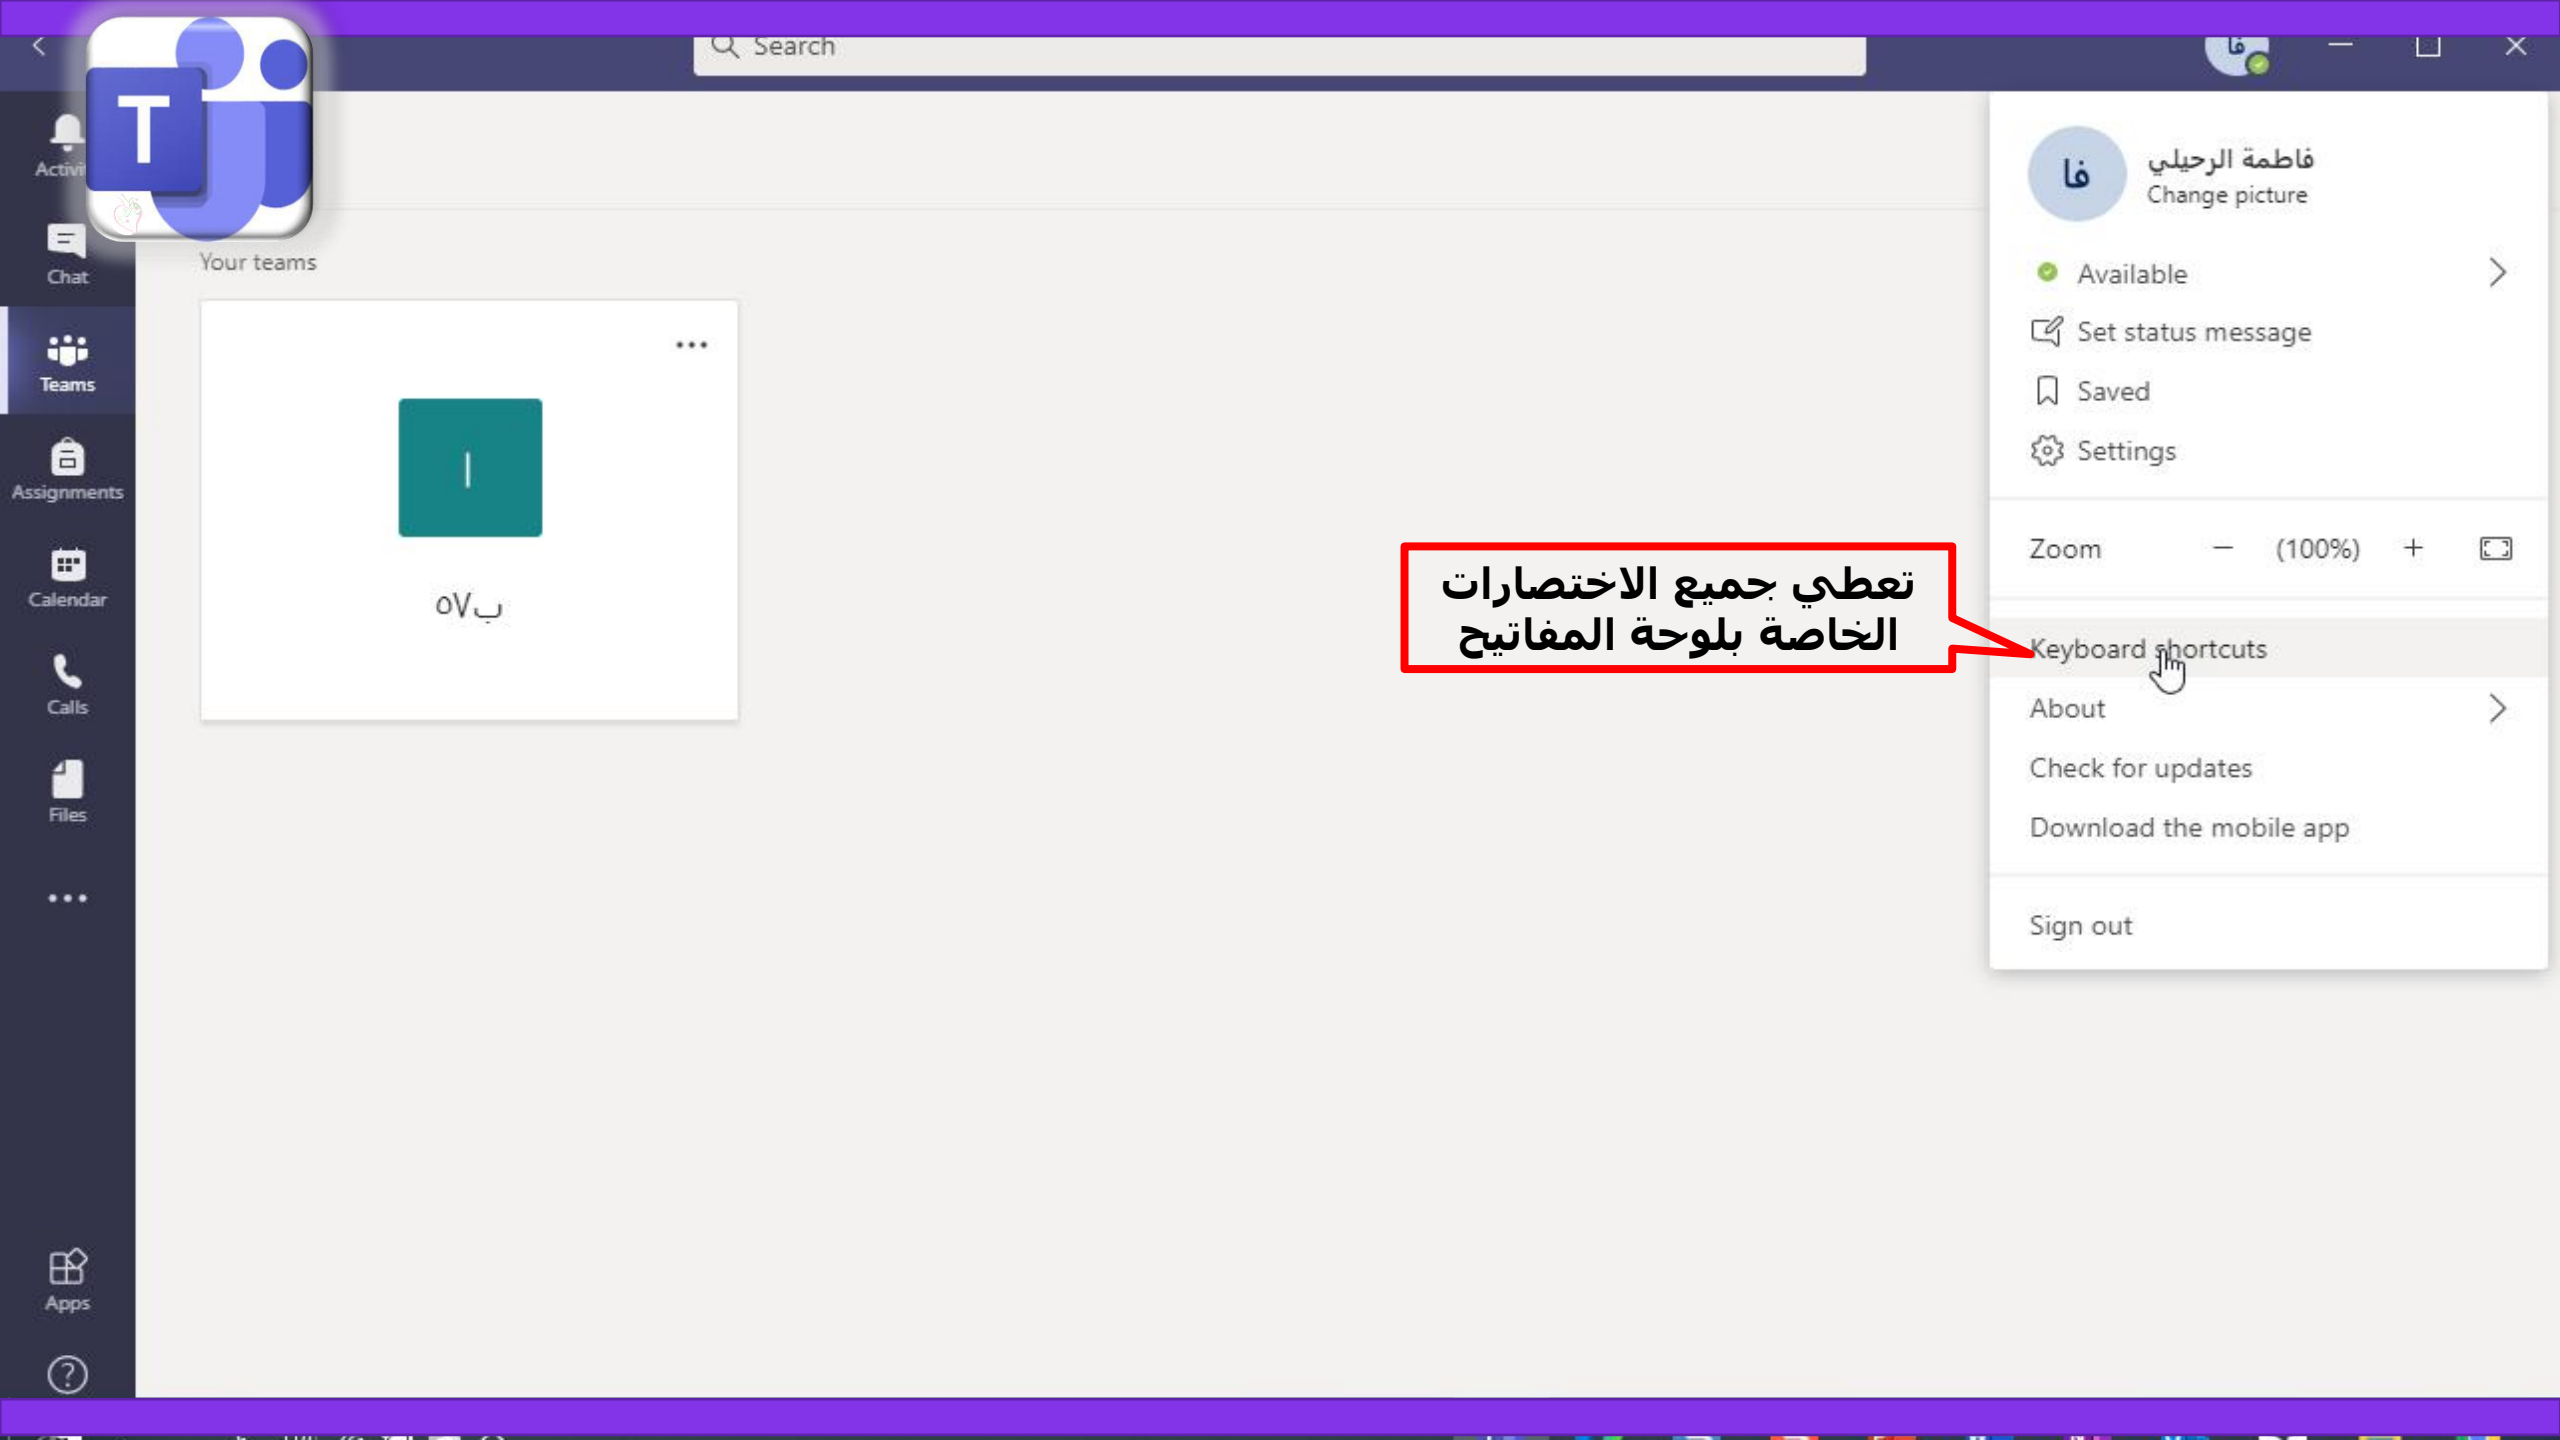 Search
فا
T
Activi
Chat
Teams
Assignments
Calendar
Calls
Files
Apps
Your teams
ا
ب٥٧
فا
فاطمة الرحيلي
Change picture
Available
Set status message
Saved
Settings
Zoom
(100%)
تعطي جميع الاختصارات
الخاصة بلوحة المفاتيح
Keyboard shortcuts
About
Check for updates
Download the mobile app
Sign out